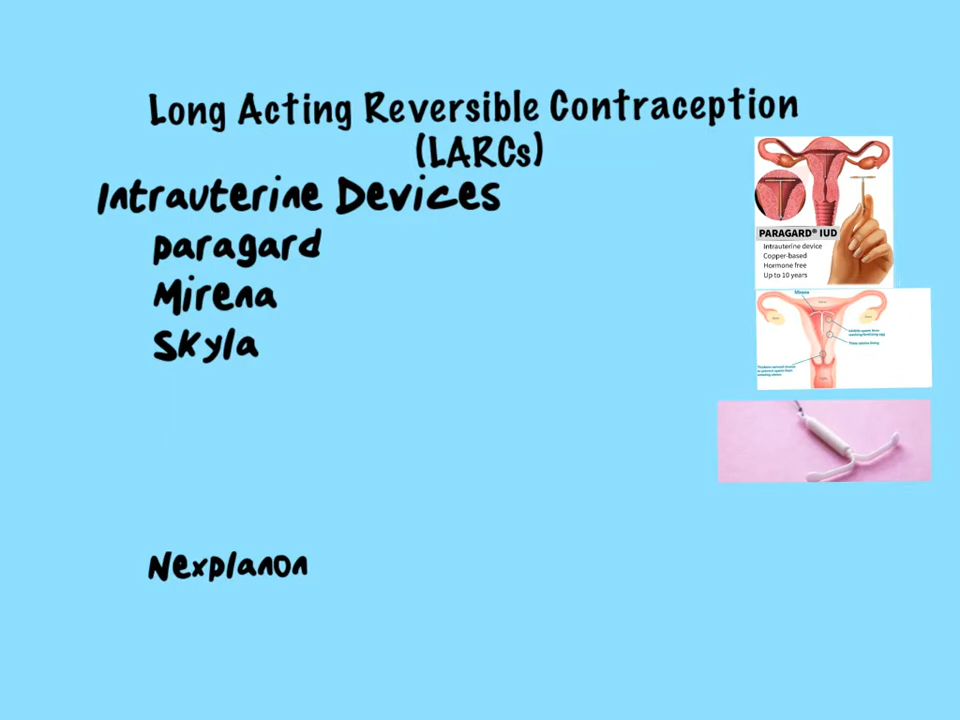 Long Acting Reversible Contraception
(LARCs)
Intrauterine Devices
paragard
Mirena
Skyla
Nexplanon
PARAGARD® IUD
Intrauterine device
Copper-based
Hormone free
Up to 10 years
Mirena